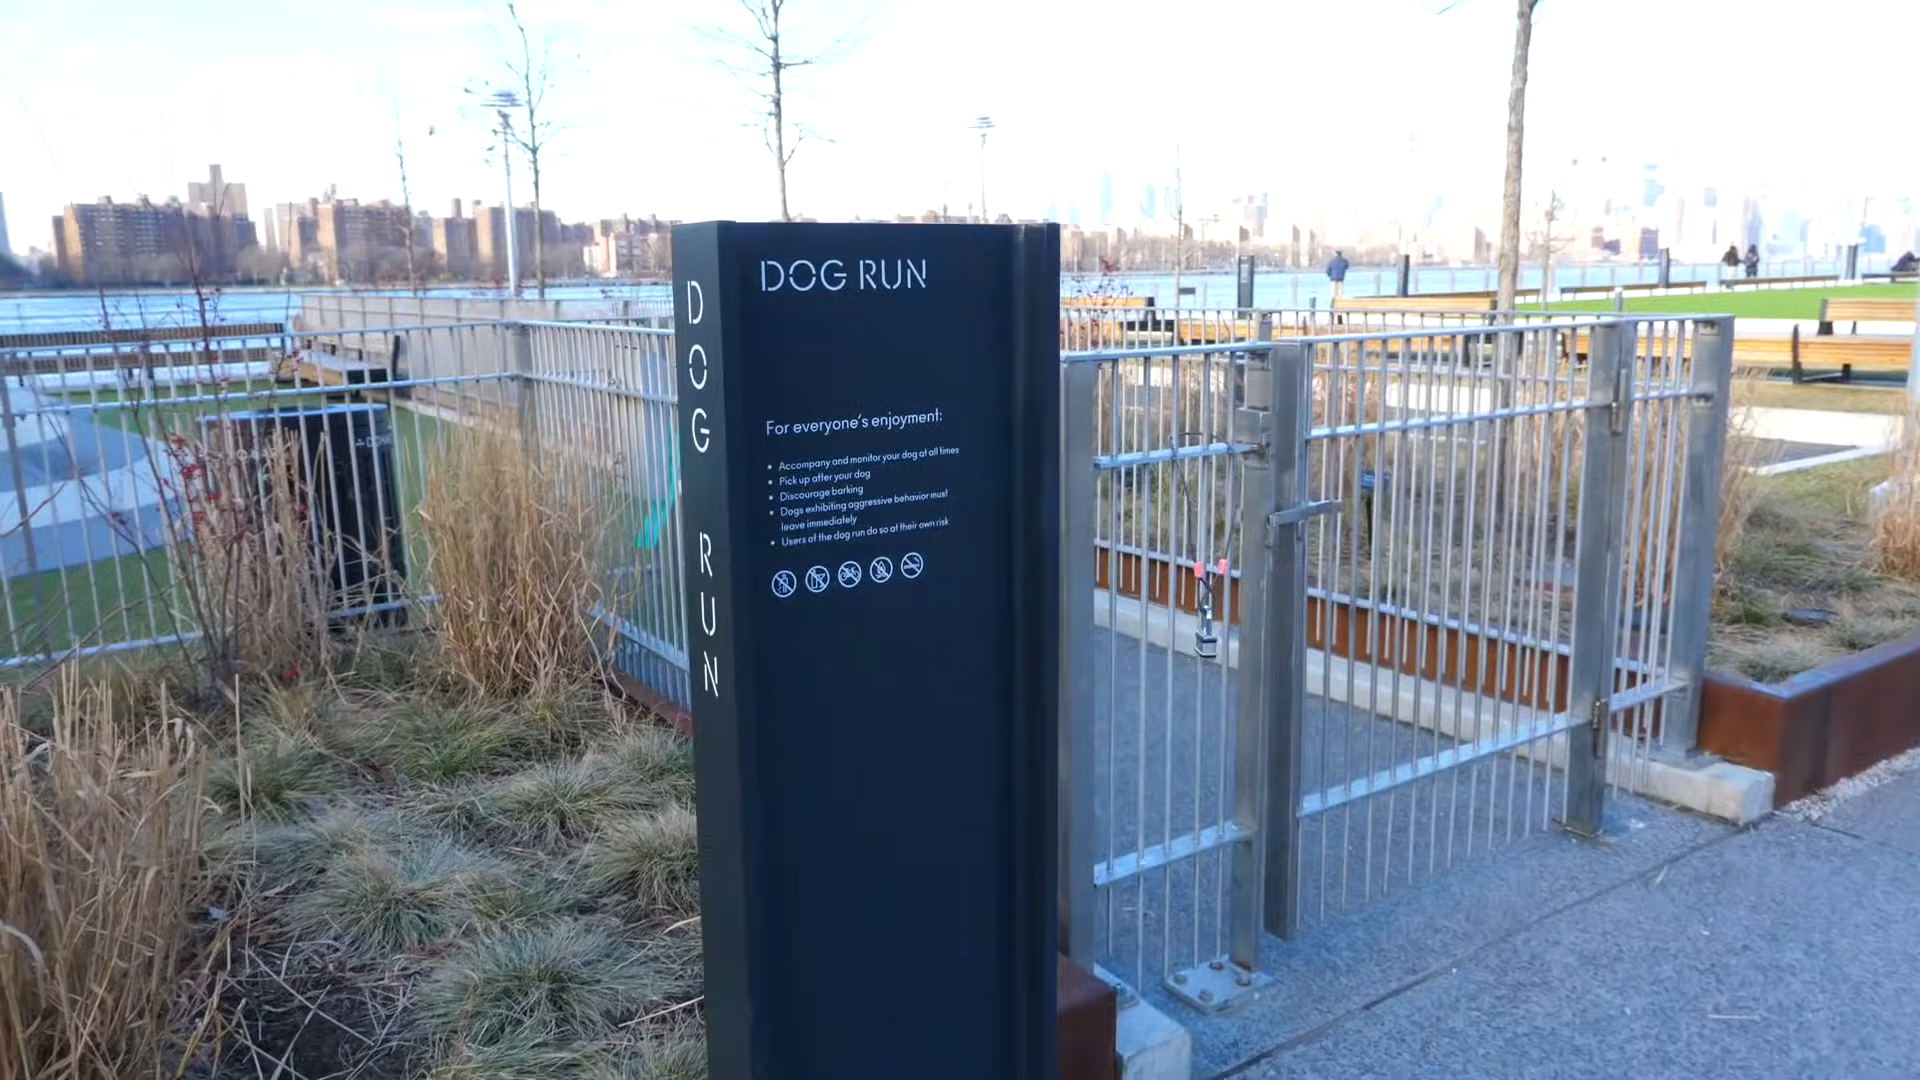 DOG RUN
DOG RUN
For everyone's enjoyment:
• Accompany and monitor your dog at all times
• Pick up after your dog
• Discourage barking
• Dogs exhibiting aggressive behavior must
leave immediately
• Users of the dog run do so at their own risk